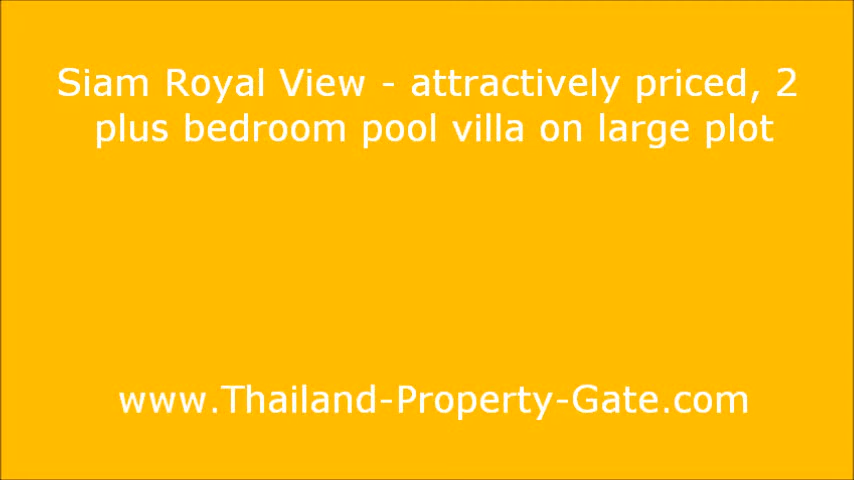 Siam Royal View - attractively priced, 2
plus bedroom pool villa on large plot
www.Thailand-Property-Gate.com